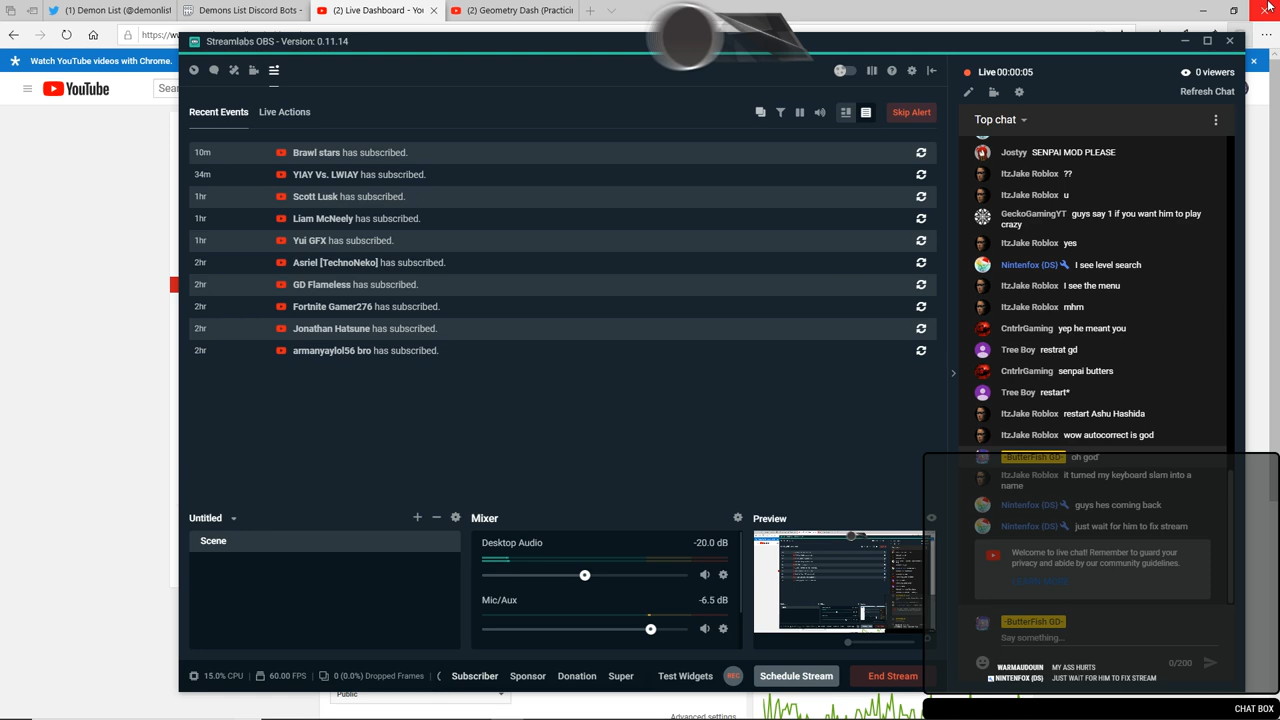 (2) Demon List (@demonlist
Demons List Discord Bots -
(2) Live Dashboard - You
(2) Geometry Dash (Practic
https://ww
Watch YouTube videos with Chrome.
YouTube
Sear
Streamlabs OBS - Version: 0.11.14
Recent Events
Live Actions
Skip Alert
10m Brawl stars has subscribed.
34m YIAY Vs. LWIAY has subscribed.
1hr Scott Lusk has subscribed.
1hr Liam McNeely has subscribed.
1hr Yui GFX has subscribed.
2hr Asriel [TechnoNeko] has subscribed.
2hr GD Flameless has subscribed.
2hr Fortnite Gamer276 has subscribed.
2hr Jonathan Hatsune has subscribed.
2hr armanyaylol56 bro has subscribed.
Untitled
Scene
Mixer
Desktop Audio -20.0 dB
Mic/Aux -6.5 dB
Preview
15.0% CPU 60.00 FPS 0 (0.0%) Dropped Frames Subscriber Sponsor Donation Super Test Widgets REC Schedule Stream End Stream
Live 00:00:05 0 viewers
Refresh Chat
Top chat
Jostyy SENPAI MOD PLEASE
ItzJake Roblox ??
ItzJake Roblox u
GeckoGamingYT guys say 1 if you want him to play
crazy
ItzJake Roblox yes
Nintenfox (DS) I see level search
ItzJake Roblox I see the menu
ItzJake Roblox mhm
CntrlrGaming yep he meant you
Tree Boy restrat gd
CntrlrGaming senpai butters
Tree Boy restart*
ItzJake Roblox restart Ashu Hashida
ItzJake Roblox wow autocorrect is god
-ButterFish GD- oh god
ItzJake Roblox it turned my keyboard slam into a
name
Nintenfox (DS) guys hes coming back
Nintenfox (DS) just wait for him to fix stream
Welcome to live chat! Remember to guard your
privacy and abide by our community guidelines.
LEARN MORE
-ButterFish GD-
Say something...
0/200
WARMAUDOUIN MY ASS HURTS
NINTENFOX (DS) JUST WAIT FOR HIM TO FIX STREAM
CHAT BOX
Public
Advanced settings